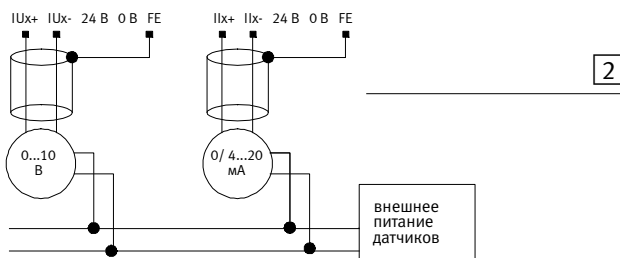 IUx+ IUx- 24 В 0 В FE
IIx+ IIx- 24 В 0 В FE
2
0...10
В
0/ 4...20
мА
внешнее
питание
датчиков